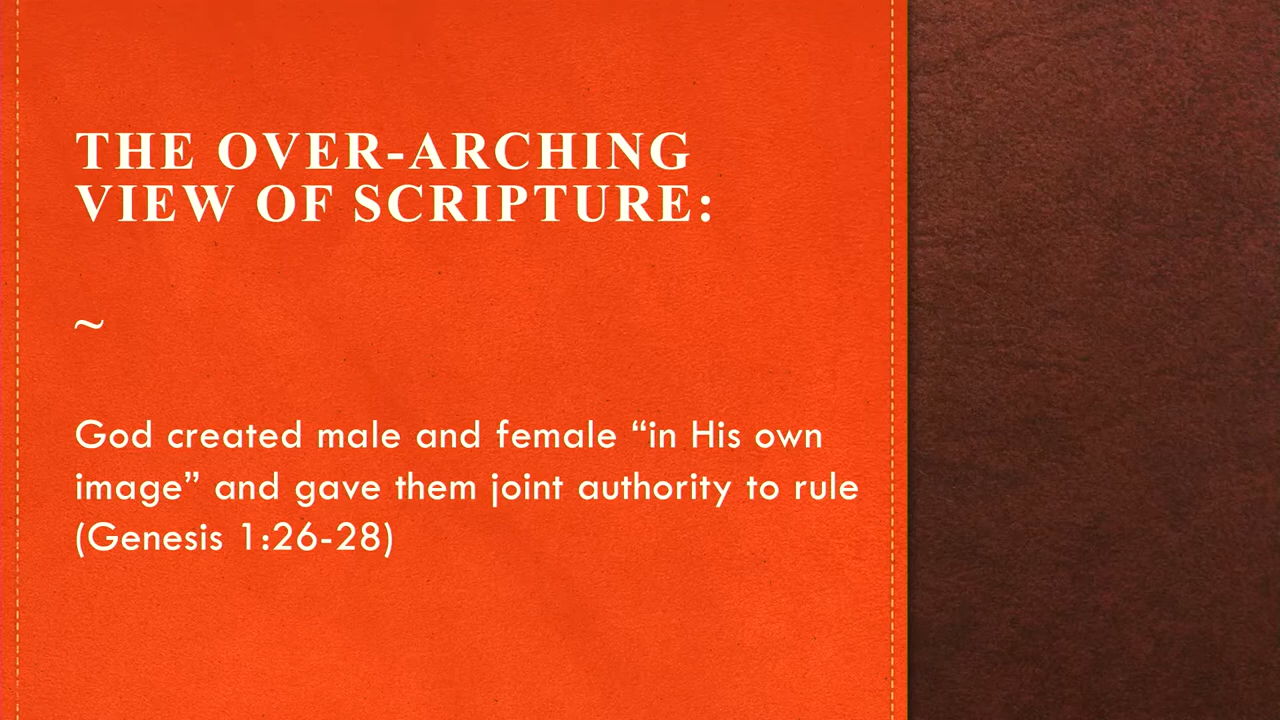 THE OVER-ARCHING
VIEW OF SCRIPTURE:
~
God created male and female “in His own
image” and gave them joint authority to rule
(Genesis 1:26-28)